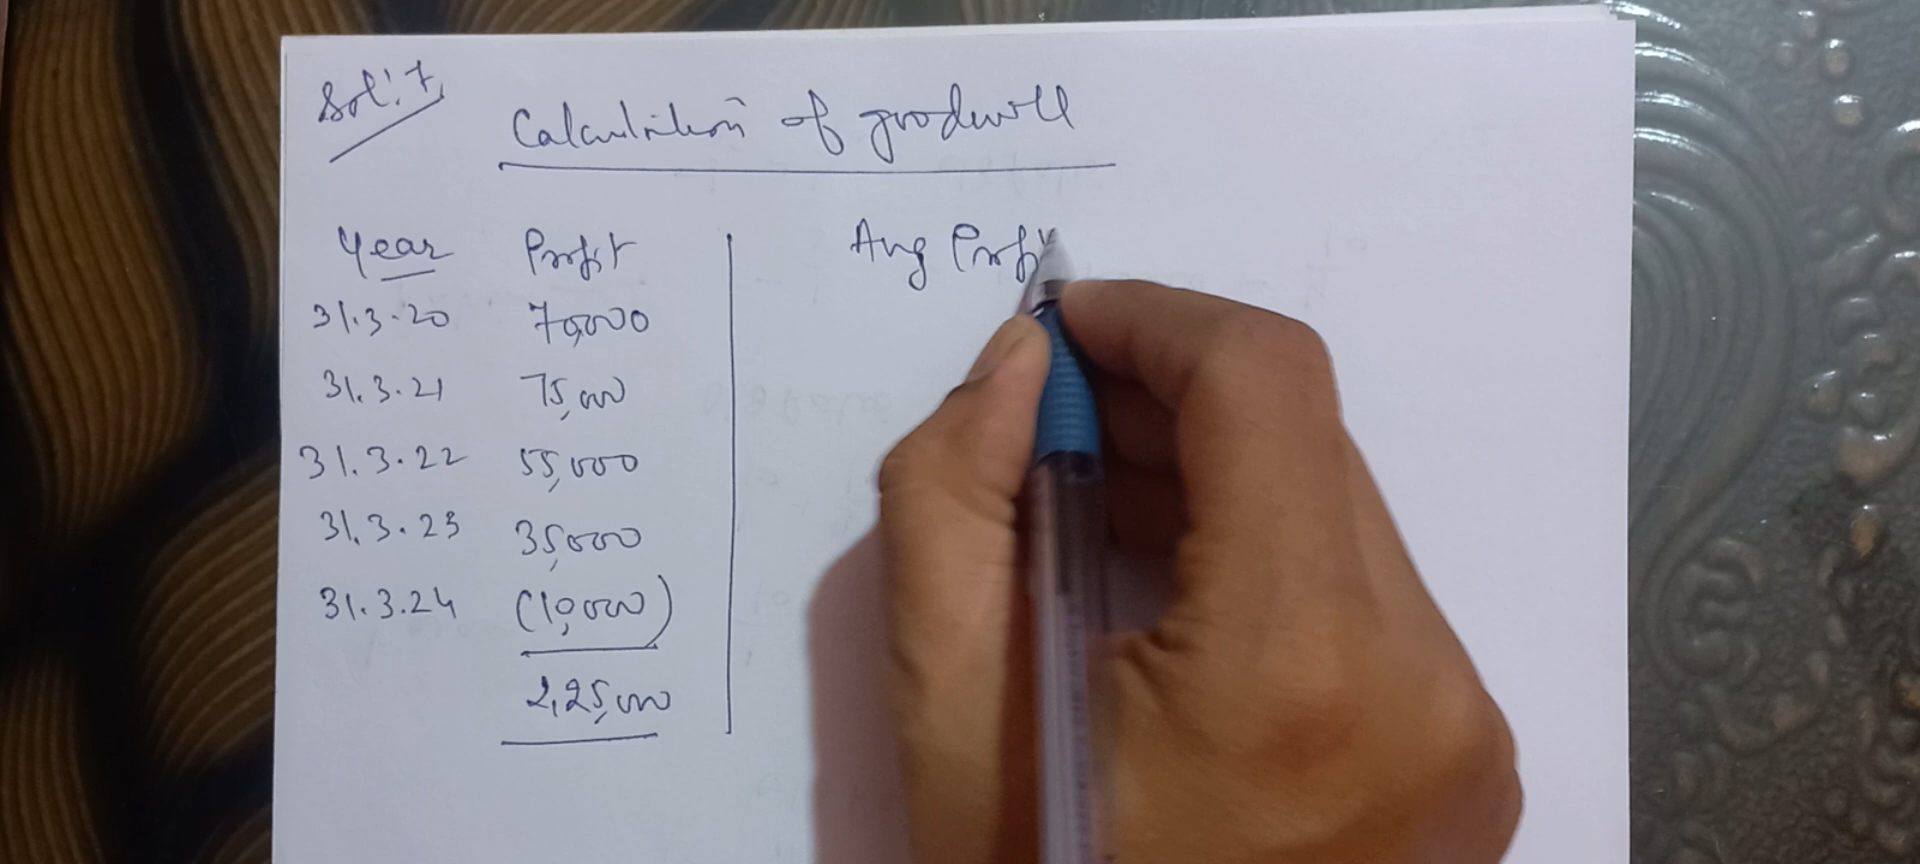 Sol:7
Calculation of goodwill
Year Profit
31.3.20 70,000
31.3.21 75,000
31.3.22 55,000
31.3.23 35,000
31.3.24 (10,000)
2,25,000
Avg Profi